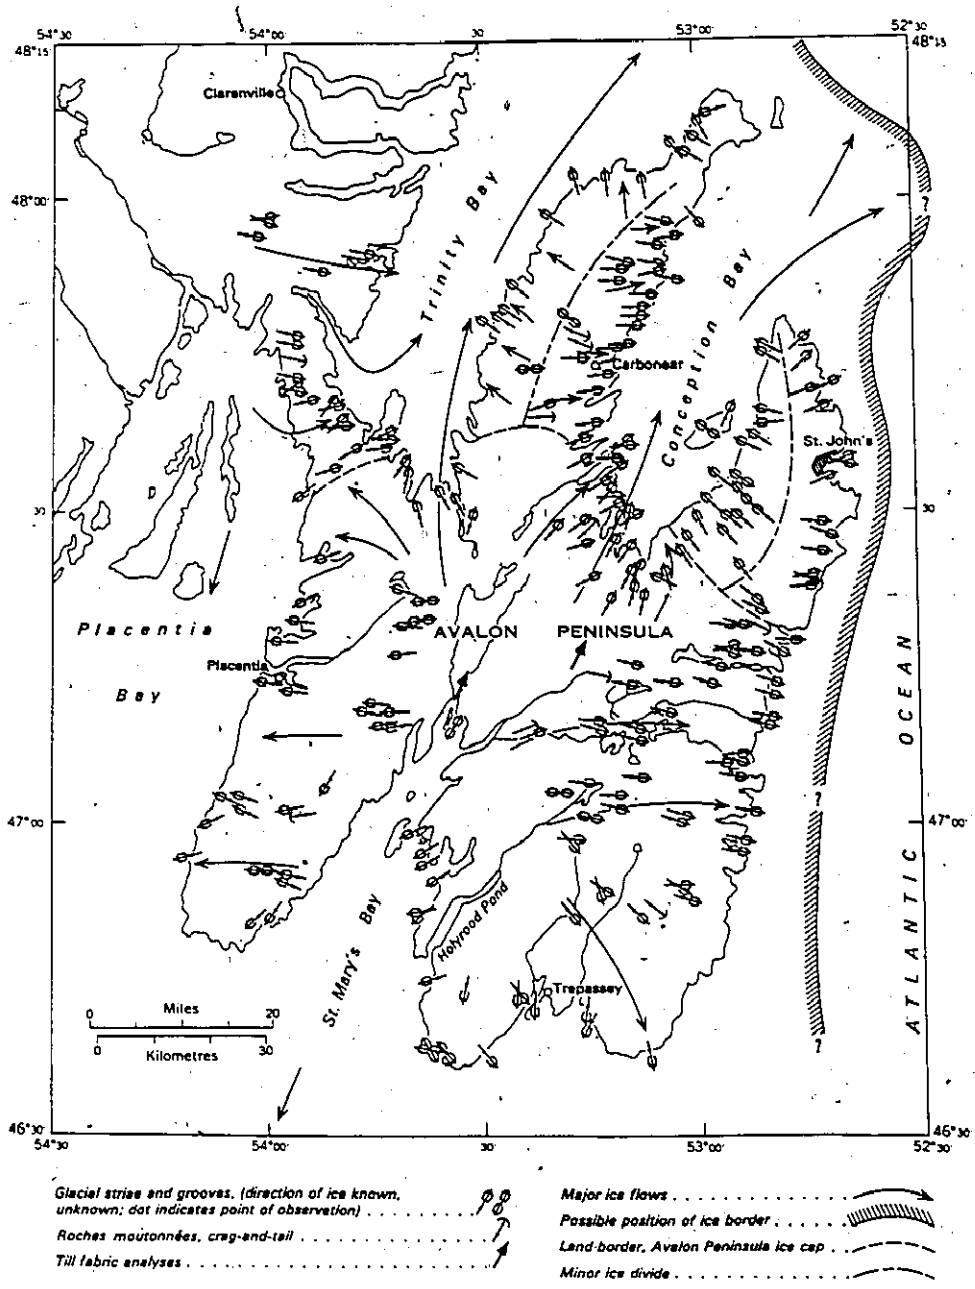 54°30' 54°00' 30 53°00' 52°30'
48°15' 48°15'
Clarenville
48°00'
Trinity Bay
Conception Bay
?
Carbonear
St. John's
D
30 30
Placentia
Bay
AVALON PENINSULA
Placentia
ATLANTIC OCEAN
?
47°00' 47°00'
St. Mary's Bay
Holyrood Pond
Trepassey
Miles
0 20
0 30
Kilometres
?
46°30' 46°30'
54°30' 54°00' 30 53°00' 52°30'
Glacial striae and grooves, (direction of ice known,
unknown; dot indicates point of observation)
Roches moutonnées, crag-and-tail
Till fabric analyses
Major ice flows
Possible position of ice border
Land-border, Avalon Peninsula ice cap
Minor ice divide